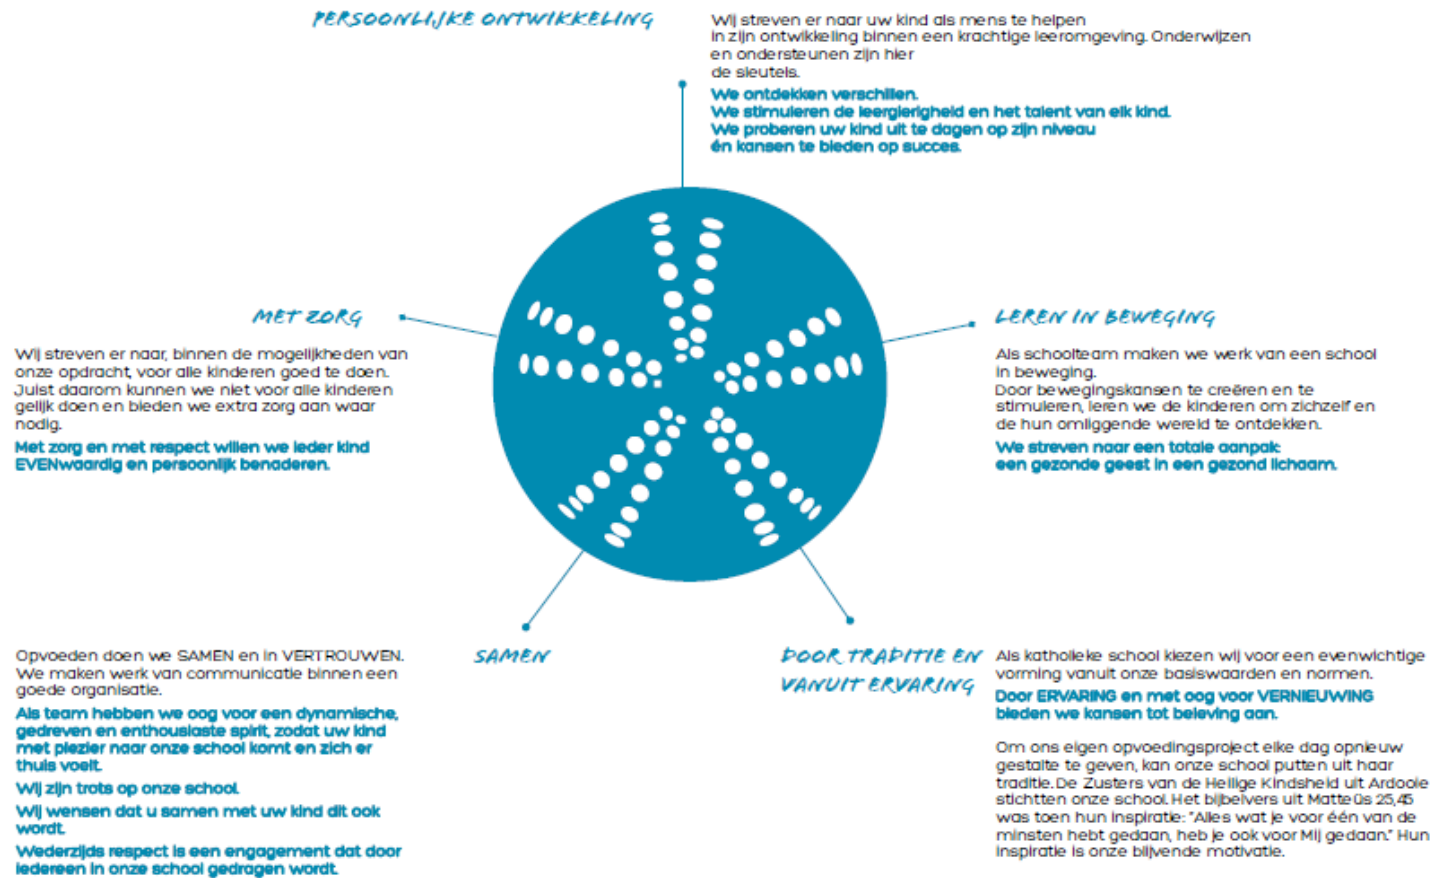 PERSOONLIJKE ONTWIKKELING
Wij streven er naar uw kind als mens te helpen
in zijn ontwikkeling binnen een krachtige leeromgeving. Onderwijzen
en ondersteunen zijn hier
de sleutels.
We ontdekken verschillen.
We stimuleren de leergierigheid en het talent van elk kind.
We proberen uw kind uit te dagen op zijn niveau
én kansen te bieden op succes.
MET ZORG
Wij streven er naar, binnen de mogelijkheden van
onze opdracht, voor alle kinderen goed te doen.
Juist daarom kunnen we niet voor alle kinderen
gelijk doen en bieden we extra zorg aan waar
nodig.
Met zorg en met respect willen we ieder kind
EVENwaardig en persoonlijk benaderen.
LEREN IN BEWEGING
Als schoolteam maken we werk van een school
in beweging.
Door bewegingskansen te creëren en te
stimuleren, leren we de kinderen om zichzelf en
de hun omliggende wereld te ontdekken.
We streven naar een totale aanpak:
een gezonde geest in een gezond lichaam.
SAMEN
Opvoeden doen we SAMEN en in VERTROUWEN.
We maken werk van communicatie binnen een
goede organisatie.
Als team hebben we oog voor een dynamische,
gedreven en enthousiaste spirit, zodat uw kind
met plezier naar onze school komt en zich er
thuis voelt.
Wij zijn trots op onze school.
Wij wensen dat u samen met uw kind dit ook
wordt.
Wederzijds respect is een engagement dat door
iedereen in onze school gedragen wordt.
DOOR TRADITIE EN
VANUIT ERVARING
Als katholieke school kiezen wij voor een evenwichtige
vorming vanuit onze basiswaarden en normen.
Door ERVARING en met oog voor VERNIEUWING
bieden we kansen tot beleving aan.
Om ons eigen opvoedingsproject elke dag opnieuw
gestalte te geven, kan onze school putten uit haar
traditie. De Zusters van de Heilige Kindsheid uit Ardooie
stichtten onze school. Het bijbelvers uit Matteüs 25,45
was toen hun inspiratie: "Alles wat je voor één van de
minsten hebt gedaan, heb je ook voor Mij gedaan." Hun
inspiratie is onze blijvende motivatie.